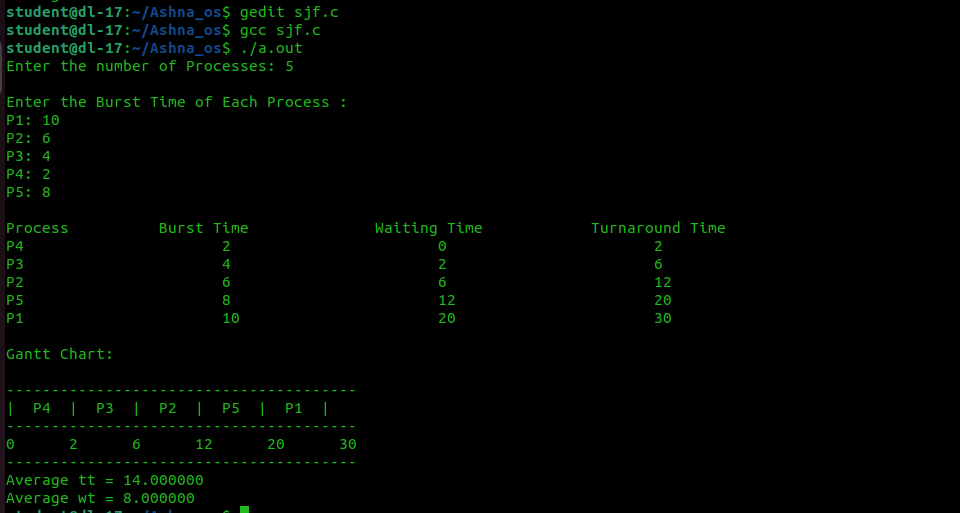 student@dl-17:~/Ashna_os$ gedit sjf.c
student@dl-17:~/Ashna_os$ gcc sjf.c
student@dl-17:~/Ashna_os$ ./a.out
Enter the number of Processes: 5
Enter the Burst Time of Each Process :
P1: 10
P2: 6
P3: 4
P4: 2
P5: 8
Process Burst Time Waiting Time Turnaround Time
P4 2 0 2
P3 4 2 6
P2 6 6 12
P5 8 12 20
P1 10 20 30
Gantt Chart:
---------------------------------------
| P4 | P3 | P2 | P5 | P1 |
---------------------------------------
0 2 6 12 20 30
---------------------------------------
Average tt = 14.000000
Average wt = 8.000000
student@dl-17:~/Ashna_os$